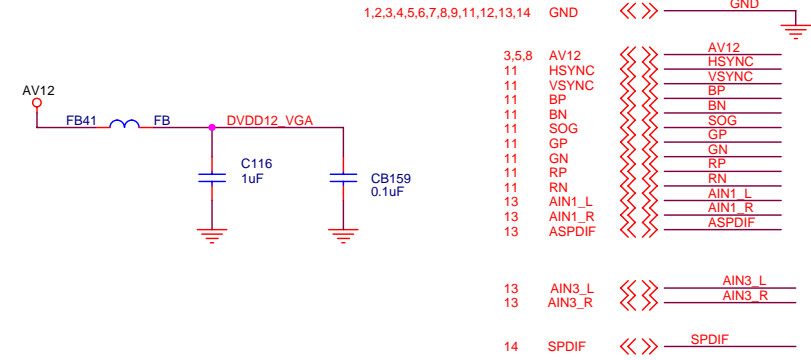 1,2,3,4,5,6,7,8,9,11,12,13,14 GND GND
3,5,8 AV12 AV12
11 HSYNC HSYNC
11 VSYNC VSYNC
11 BP BP
11 BN BN
11 SOG SOG
11 GP GP
11 GN GN
11 RP RP
11 RN RN
13 AIN1_L AIN1_L
13 AIN1_R AIN1_R
13 ASPDIF ASPDIF
13 AIN3_L AIN3_L
13 AIN3_R AIN3_R
14 SPDIF SPDIF
AV12
FB41 FB DVDD12_VGA
C116
1uF
CB159
0.1uF